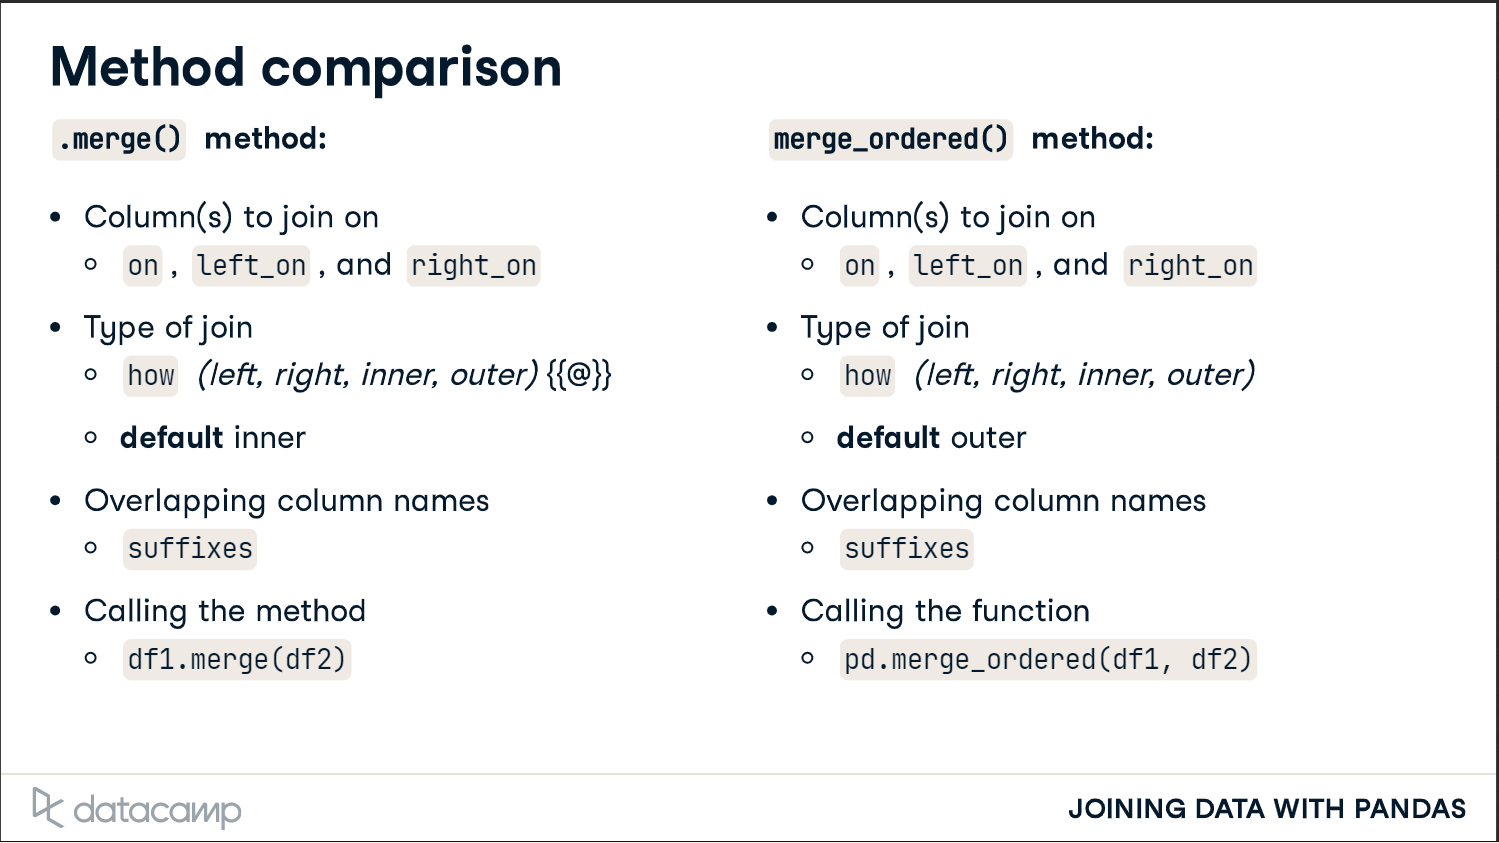 Method comparison
.merge() method:
• Column(s) to join on
○ on , left_on , and right_on
• Type of join
○ how (left, right, inner, outer) {{@}}
○ default inner
• Overlapping column names
○ suffixes
• Calling the method
○ df1.merge(df2)
merge_ordered() method:
• Column(s) to join on
○ on , left_on , and right_on
• Type of join
○ how (left, right, inner, outer)
○ default outer
• Overlapping column names
○ suffixes
• Calling the function
○ pd.merge_ordered(df1, df2)
datacamp
JOINING DATA WITH PANDAS